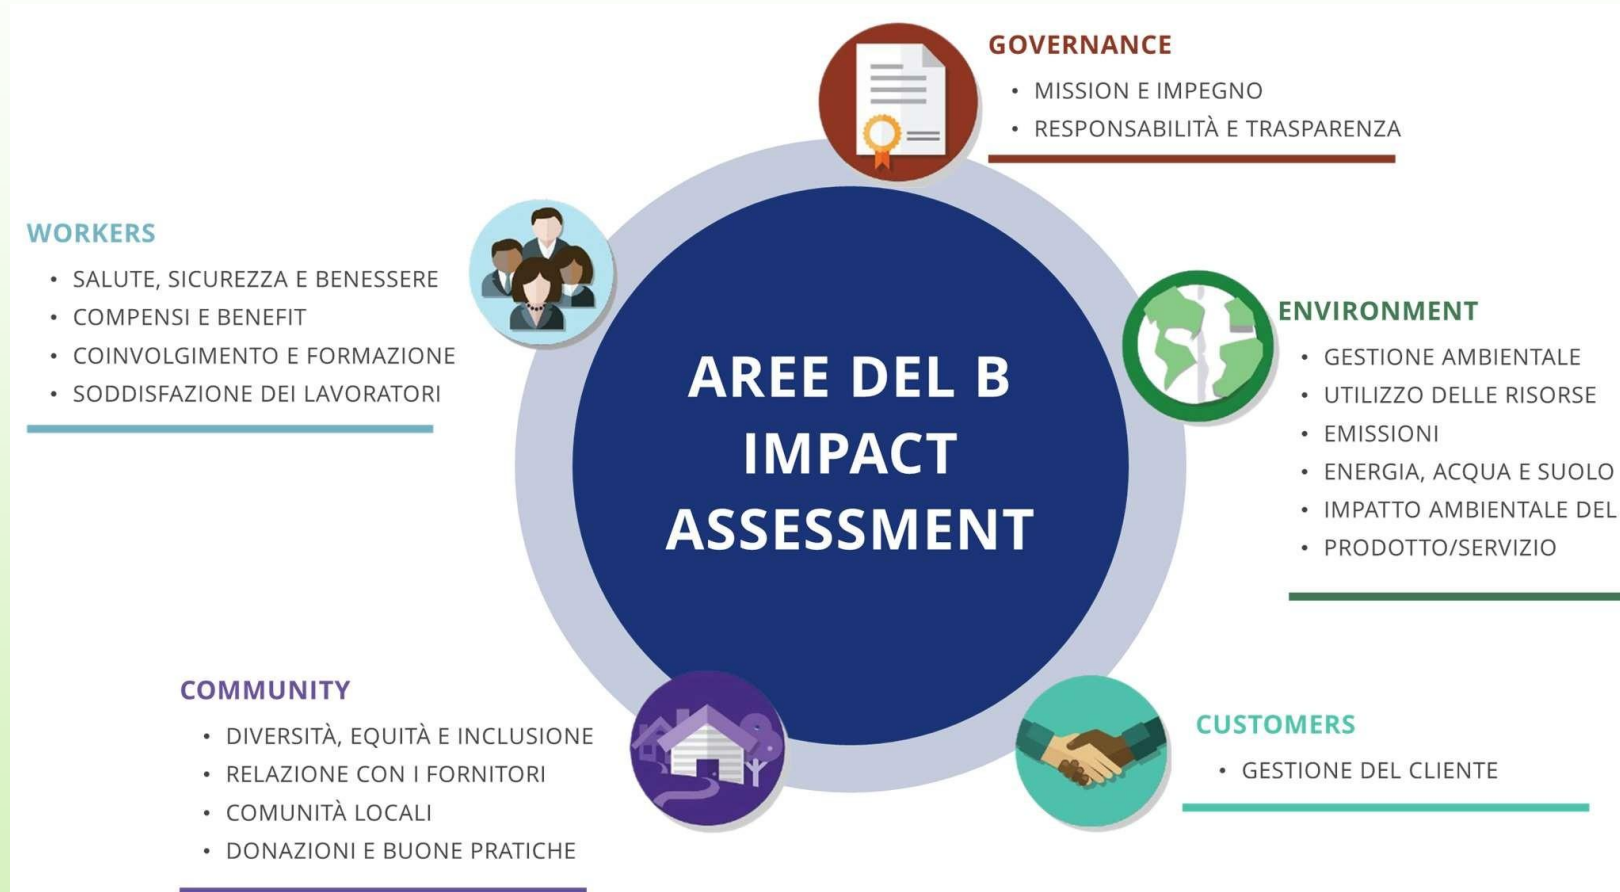 GOVERNANCE
• MISSION E IMPEGNO
• RESPONSABILITÀ E TRASPARENZA
WORKERS
• SALUTE, SICUREZZA E BENESSERE
• COMPENSI E BENEFIT
• COINVOLGIMENTO E FORMAZIONE
• SODDISFAZIONE DEI LAVORATORI
ENVIRONMENT
• GESTIONE AMBIENTALE
• UTILIZZO DELLE RISORSE
• EMISSIONI
• ENERGIA, ACQUA E SUOLO
• IMPATTO AMBIENTALE DEL
• PRODOTTO/SERVIZIO
AREE DEL B
IMPACT
ASSESSMENT
COMMUNITY
• DIVERSITÀ, EQUITÀ E INCLUSIONE
• RELAZIONE CON I FORNITORI
• COMUNITÀ LOCALI
• DONAZIONI E BUONE PRATICHE
CUSTOMERS
• GESTIONE DEL CLIENTE